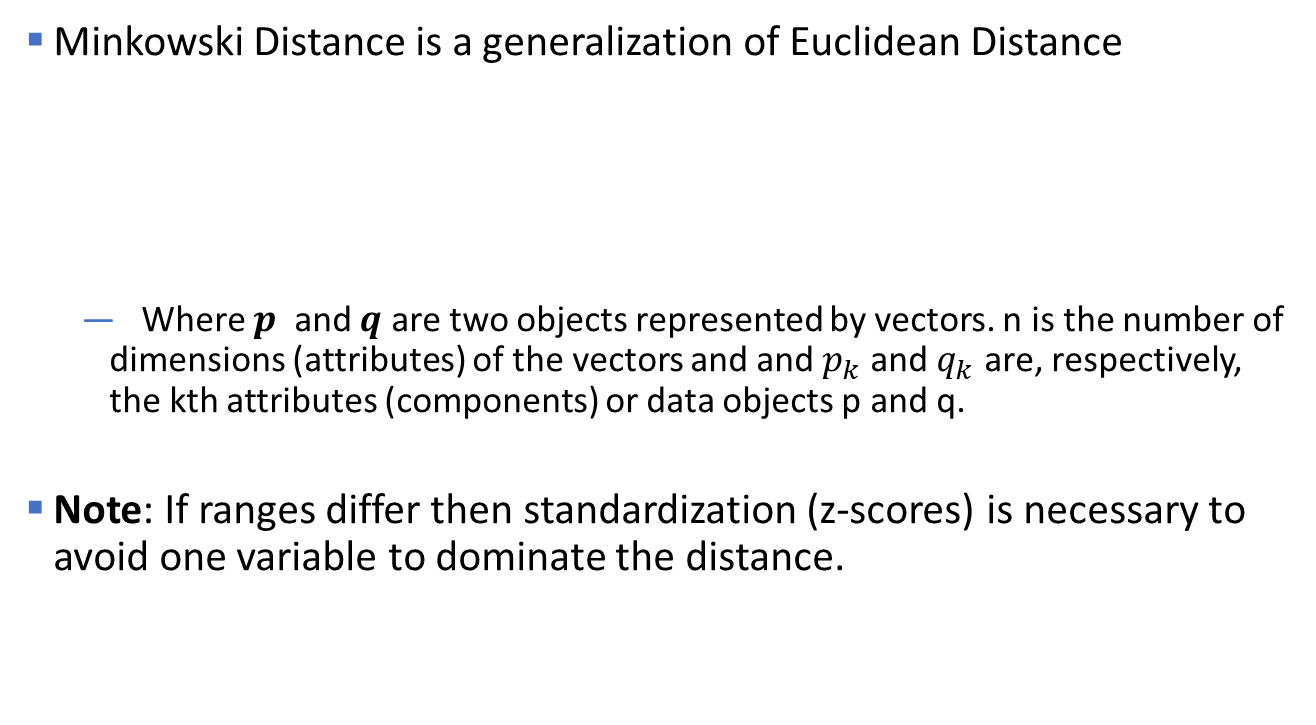 ▪ Minkowski Distance is a generalization of Euclidean Distance
— Where p and q are two objects represented by vectors. n is the number of
dimensions (attributes) of the vectors and and pₖ and qₖ are, respectively,
the kth attributes (components) or data objects p and q.
▪ Note: If ranges differ then standardization (z-scores) is necessary to
avoid one variable to dominate the distance.